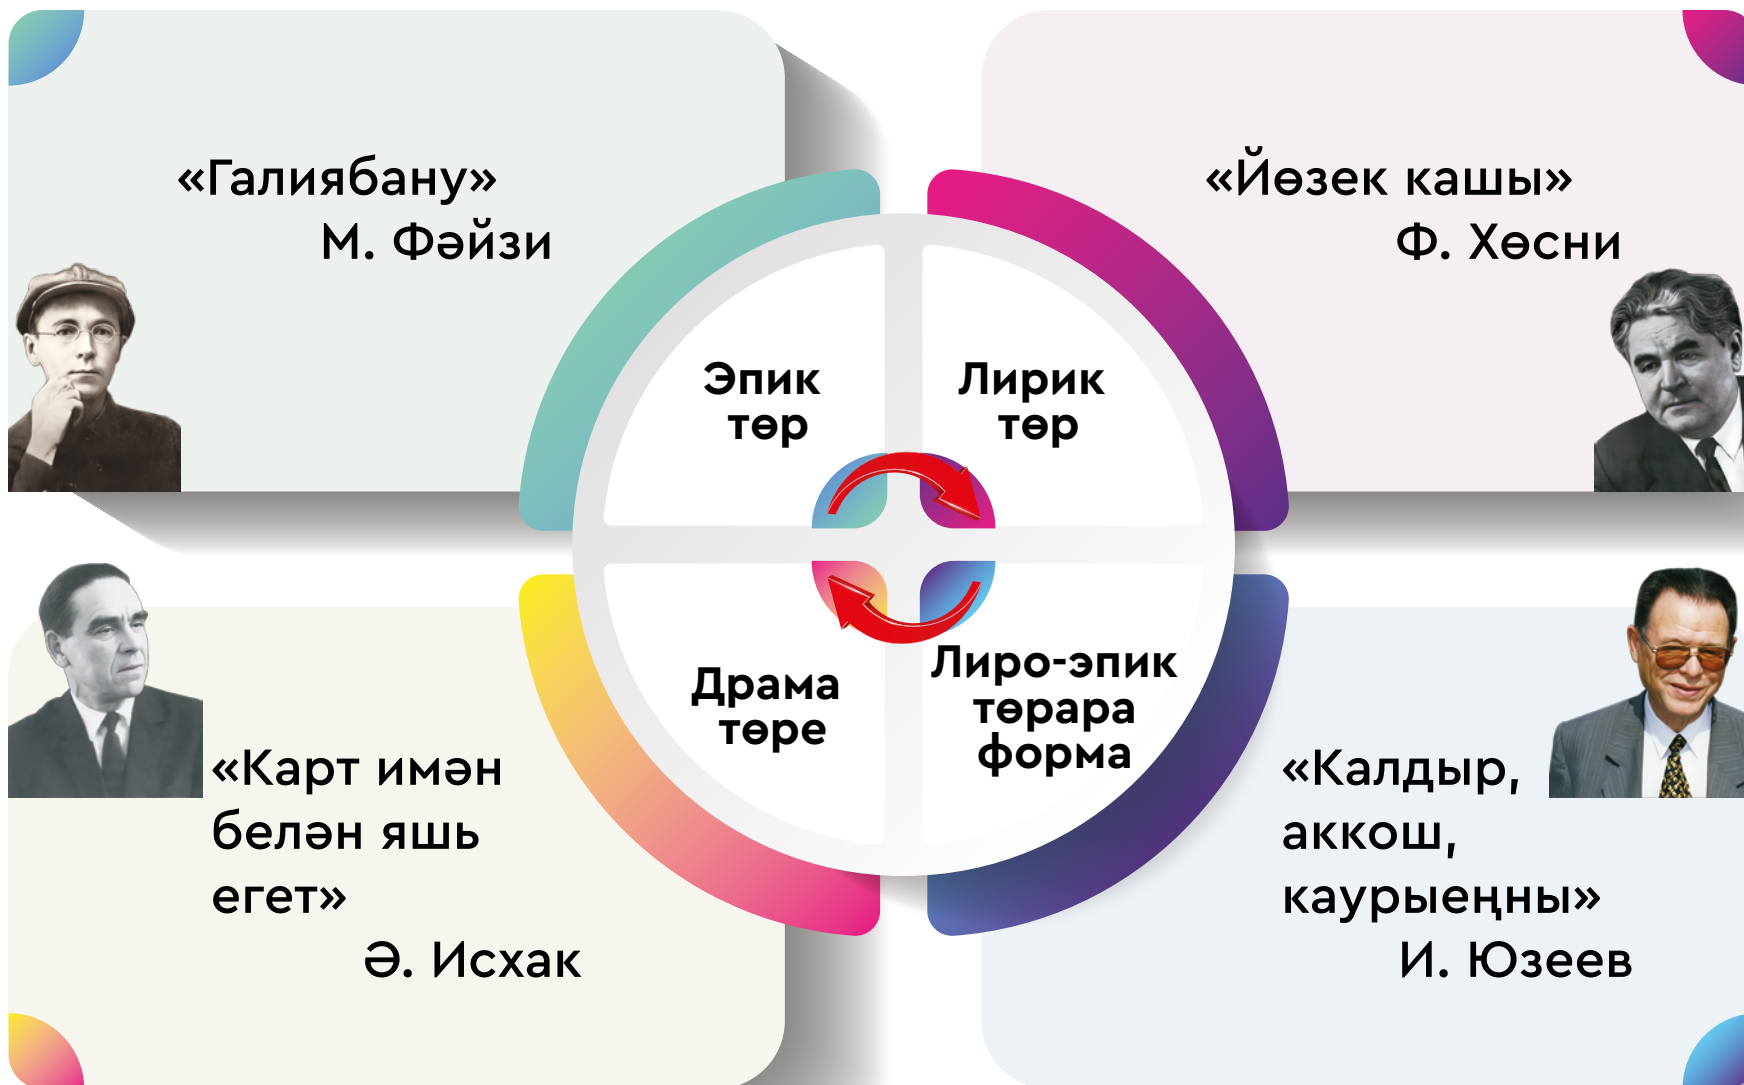 «Галиябану»
М. Фәйзи
«Йөзек кашы»
Ф. Хөсни
Эпик
төр
Лирик
төр
Драма
төре
Лиро-эпик
төрара
форма
«Карт имән
белән яшь
егет»
Ә. Исхак
«Калдыр,
аккош,
каурыеңны»
И. Юзеев